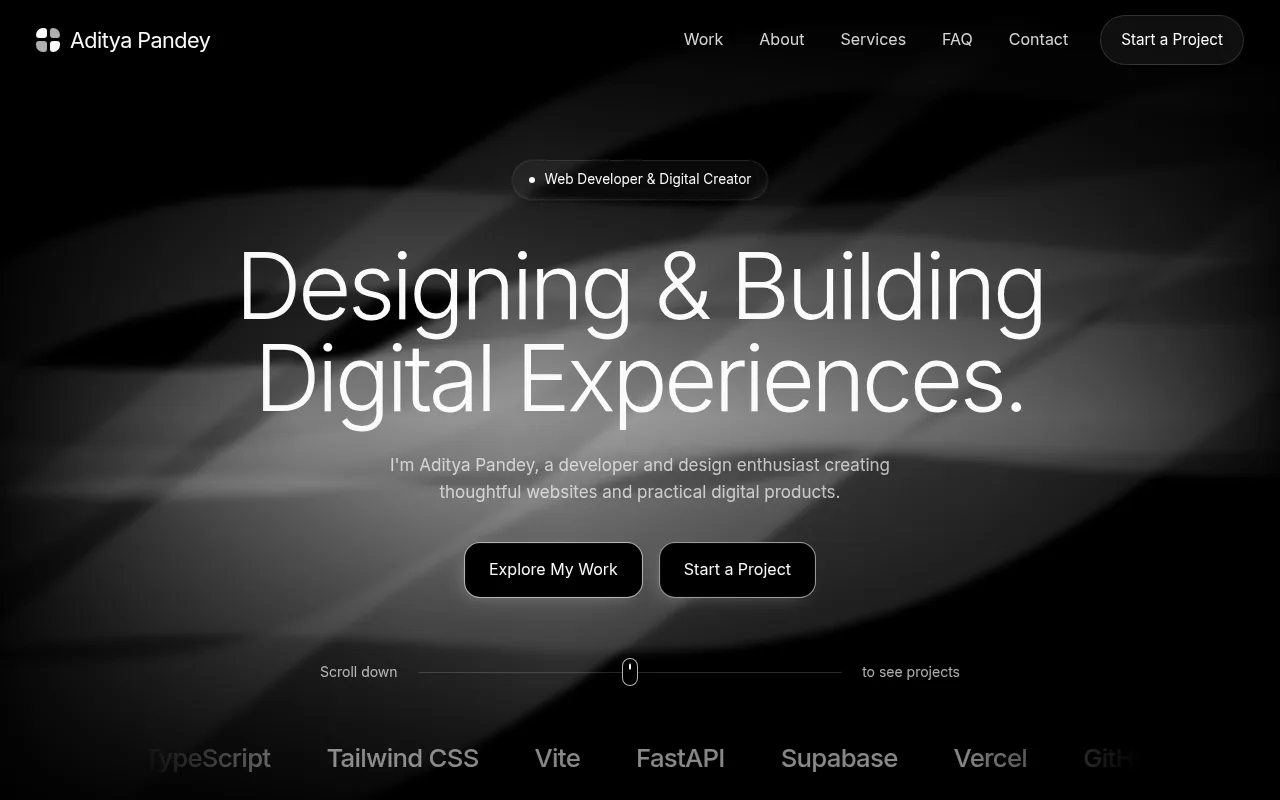 Aditya Pandey
Work
About
Services
FAQ
Contact
Start a Project
Web Developer & Digital Creator
Designing & Building
Digital Experiences.
I'm Aditya Pandey, a developer and design enthusiast creating
thoughtful websites and practical digital products.
Explore My Work
Start a Project
Scroll down
to see projects
TypeScript Tailwind CSS Vite FastAPI Supabase Vercel